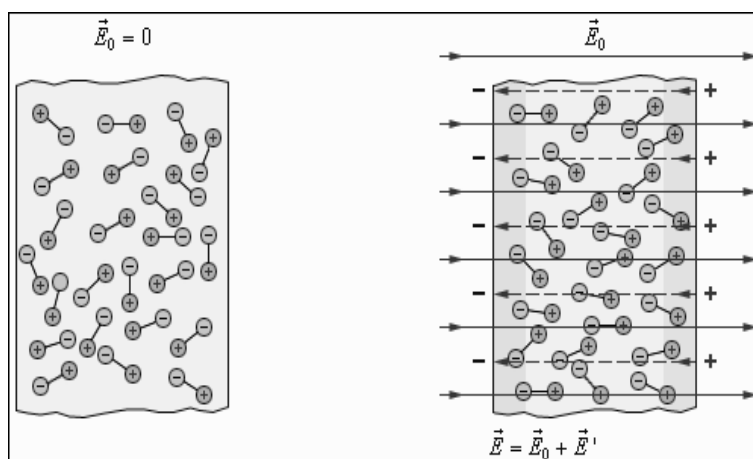 E⃗₀ = 0
E⃗₀
- +
- +
- +
- +
- +
E⃗ = E⃗₀ + E⃗'